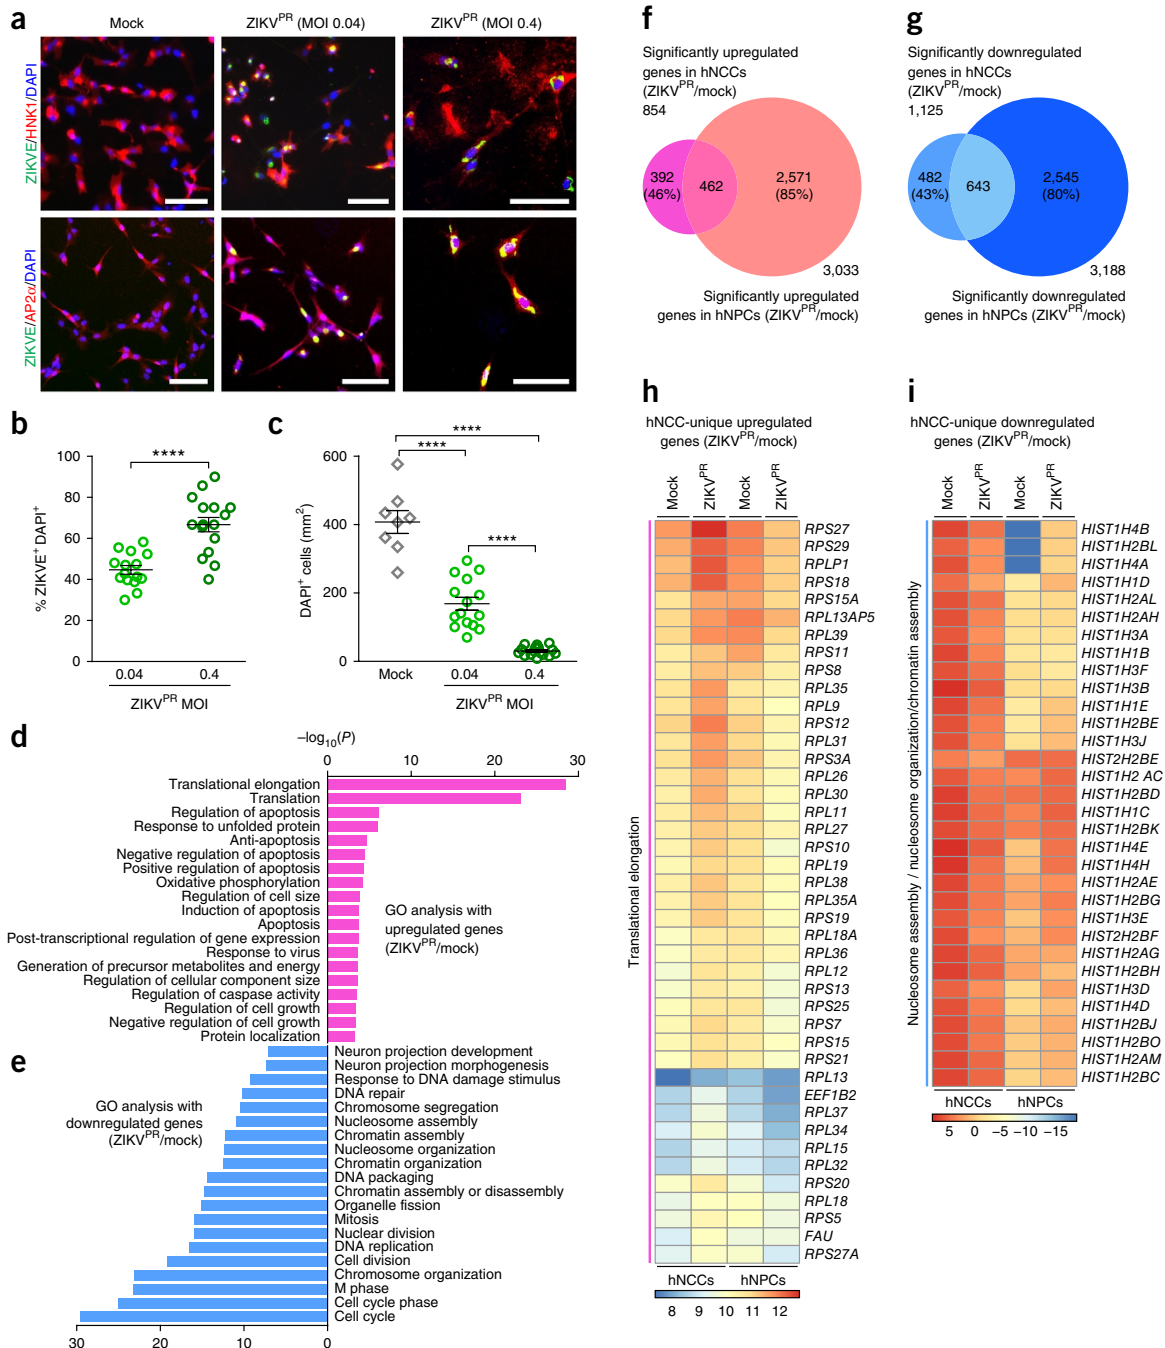 a
Mock
ZIKVPR (MOI 0.04)
ZIKVPR (MOI 0.4)
ZIKVE/HNK1/DAPI
ZIKVE/AP2α/DAPI
b
% ZIKVE+ DAPI+
100
80
60
40
20
0
****
0.04
0.4
ZIKVPR MOI
c
DAPI+ cells (mm2)
600
400
200
0
****
****
****
Mock
0.04
0.4
ZIKVPR MOI
d
–log10(P)
0
10
20
30
Translational elongation
Translation
Regulation of apoptosis
Response to unfolded protein
Anti-apoptosis
Negative regulation of apoptosis
Positive regulation of apoptosis
Oxidative phosphorylation
Regulation of cell size
Induction of apoptosis
Apoptosis
Post-transcriptional regulation of gene expression
Response to virus
Generation of precursor metabolites and energy
Regulation of cellular component size
Regulation of caspase activity
Regulation of cell growth
Negative regulation of cell growth
Protein localization
GO analysis with
upregulated genes
(ZIKVPR/mock)
e
GO analysis with
downregulated genes
(ZIKVPR/mock)
Neuron projection development
Neuron projection morphogenesis
Response to DNA damage stimulus
DNA repair
Chromosome segregation
Nucleosome assembly
Chromatin assembly
Nucleosome organization
Chromatin organization
DNA packaging
Chromatin assembly or disassembly
Organelle fission
Mitosis
Nuclear division
DNA replication
Cell division
Chromosome organization
M phase
Cell cycle phase
Cell cycle
30
20
10
0
f
Significantly upregulated
genes in hNCCs
(ZIKVPR/mock)
854
392
(46%)
462
2,571
(85%)
3,033
Significantly upregulated
genes in hNPCs (ZIKVPR/mock)
g
Significantly downregulated
genes in hNCCs
(ZIKVPR/mock)
1,125
482
(43%)
643
2,545
(80%)
3,188
Significantly downregulated
genes in hNPCs (ZIKVPR/mock)
h
hNCC-unique upregulated
genes (ZIKVPR/mock)
Mock
ZIKVPR
Mock
ZIKVPR
Translational elongation
RPS27
RPS29
RPLP1
RPS18
RPS15A
RPL13AP5
RPL39
RPS11
RPS8
RPL35
RPL9
RPS12
RPL31
RPS3A
RPL26
RPL30
RPL11
RPL27
RPS10
RPL19
RPL38
RPL35A
RPS19
RPL18A
RPL36
RPL12
RPS13
RPS25
RPS7
RPS15
RPS21
RPL13
EEF1B2
RPL37
RPL34
RPL15
RPL32
RPS20
RPL18
RPS5
FAU
RPS27A
hNCCs
hNPCs
8
9
10
11
12
i
hNCC-unique downregulated
genes (ZIKVPR/mock)
Mock
ZIKVPR
Mock
ZIKVPR
Nucleosome assembly / nucleosome organization/chromatin assembly
HIST1H4B
HIST1H2BL
HIST1H4A
HIST1H1D
HIST1H2AL
HIST1H2AH
HIST1H3A
HIST1H1B
HIST1H3F
HIST1H3B
HIST1H1E
HIST1H2BE
HIST1H3J
HIST2H2BE
HIST1H2 AC
HIST1H2BD
HIST1H1C
HIST1H2BK
HIST1H4E
HIST1H4H
HIST1H2AE
HIST1H2BG
HIST1H3E
HIST2H2BF
HIST1H2AG
HIST1H2BH
HIST1H3D
HIST1H4D
HIST1H2BJ
HIST1H2BO
HIST1H2AM
HIST1H2BC
hNCCs
hNPCs
5
0
−5
−10
−15